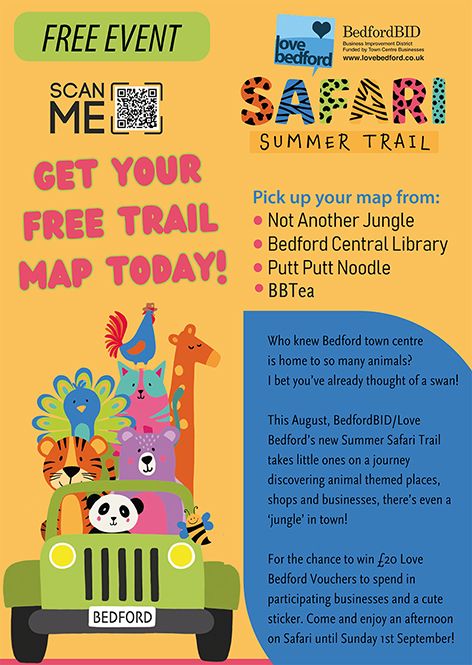 FREE EVENT
love
bedford
BedfordBID
Business Improvement District
Funded by Town Centre Businesses
www.lovebedford.co.uk
SCAN
ME
SAFARI
SUMMER TRAIL
GET YOUR
FREE TRAIL
MAP TODAY!
Pick up your map from:
• Not Another Jungle
• Bedford Central Library
• Putt Putt Noodle
• BBTea
Who knew Bedford town centre
is home to so many animals?
I bet you've already thought of a swan!
This August, BedfordBID/Love
Bedford's new Summer Safari Trail
takes little ones on a journey
discovering animal themed places,
shops and businesses, there's even a
'jungle' in town!
For the chance to win £20 Love
Bedford Vouchers to spend in
participating businesses and a cute
sticker. Come and enjoy an afternoon
on Safari until Sunday 1st September!
BEDFORD